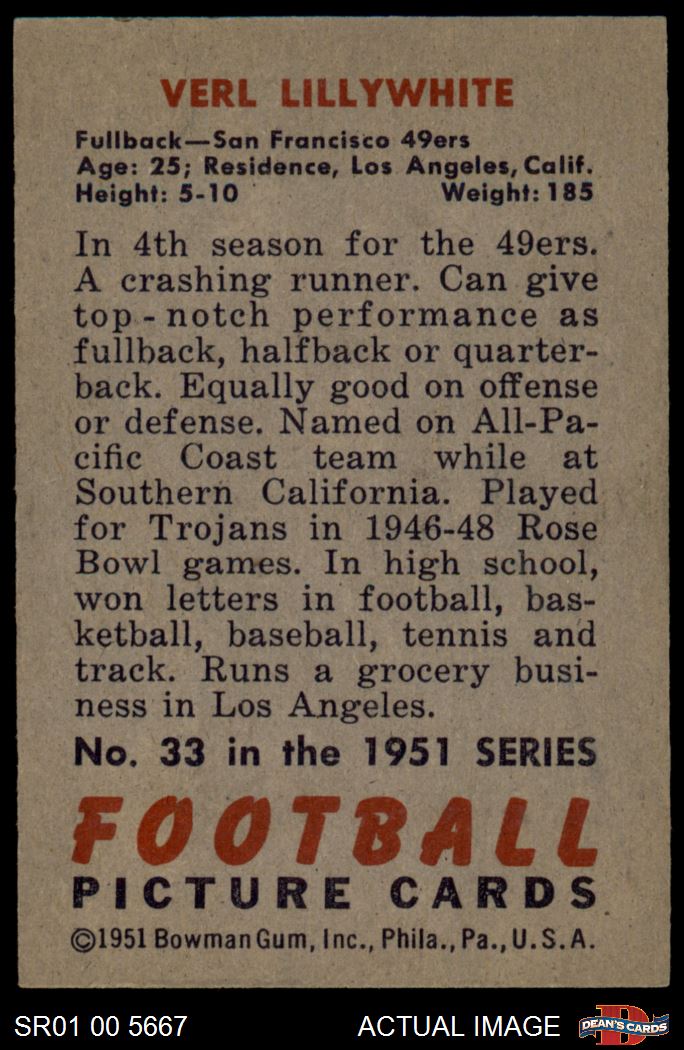 VERL LILLYWHITE
Fullback—San Francisco 49ers
Age: 25; Residence, Los Angeles, Calif.
Height: 5-10 Weight: 185
In 4th season for the 49ers.
A crashing runner. Can give
top-notch performance as
fullback, halfback or quarter-
back. Equally good on offense
or defense. Named on All-Pa-
cific Coast team while at
Southern California. Played
for Trojans in 1946-48 Rose
Bowl games. In high school,
won letters in football, bas-
ketball, baseball, tennis and
track. Runs a grocery busi-
ness in Los Angeles.
No. 33 in the 1951 SERIES
FOOTBALL
PICTURE CARDS
©1951 Bowman Gum, Inc., Phila., Pa., U.S.A.
SR01 00 5667 ACTUAL IMAGE
D
DEAN'S CARDS